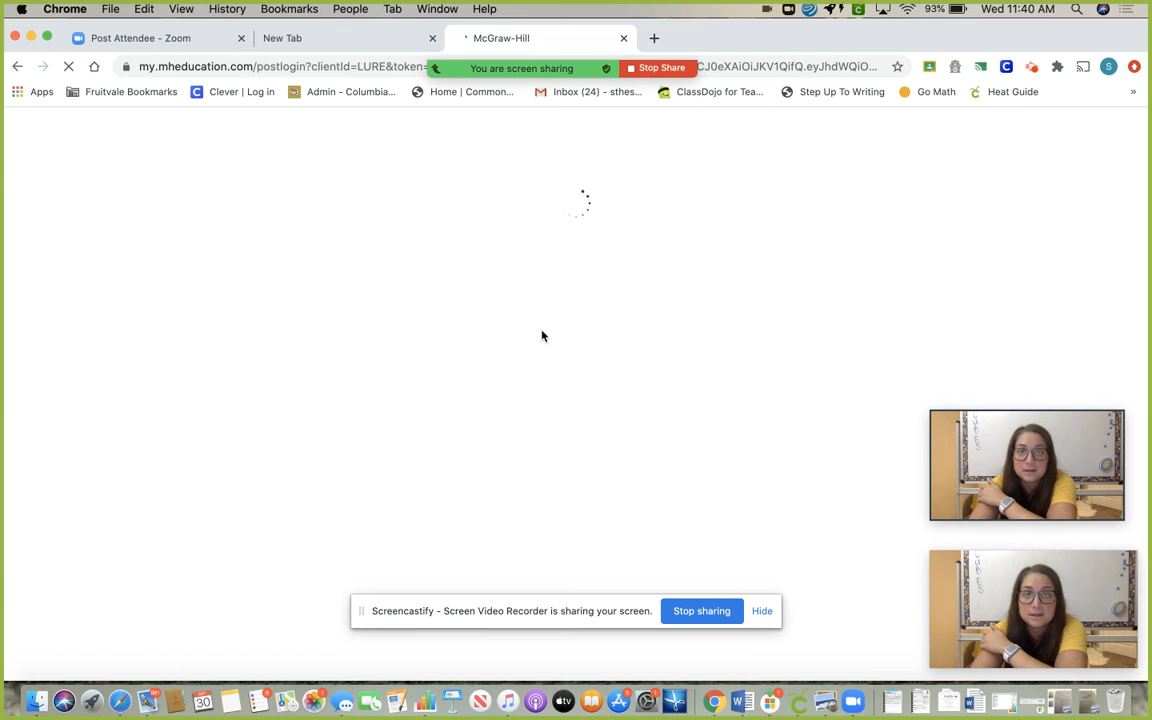 Chrome File Edit View History Bookmarks People Tab Window Help 93% Wed 11:40 AM
Post Attendee - Zoom New Tab McGraw-Hill
my.mheducation.com/postlogin?clientId=LURE&token= You are screen sharing Stop Share CJ0eXAiOiJKV1QifQ.eyJhdWQiO... S
Apps Fruitvale Bookmarks Clever | Log in Admin - Columbia... Home | Common... Inbox (24) - sthes... ClassDojo for Tea... Step Up To Writing Go Math Heat Guide »
Screencastify - Screen Video Recorder is sharing your screen. Stop sharing Hide
30